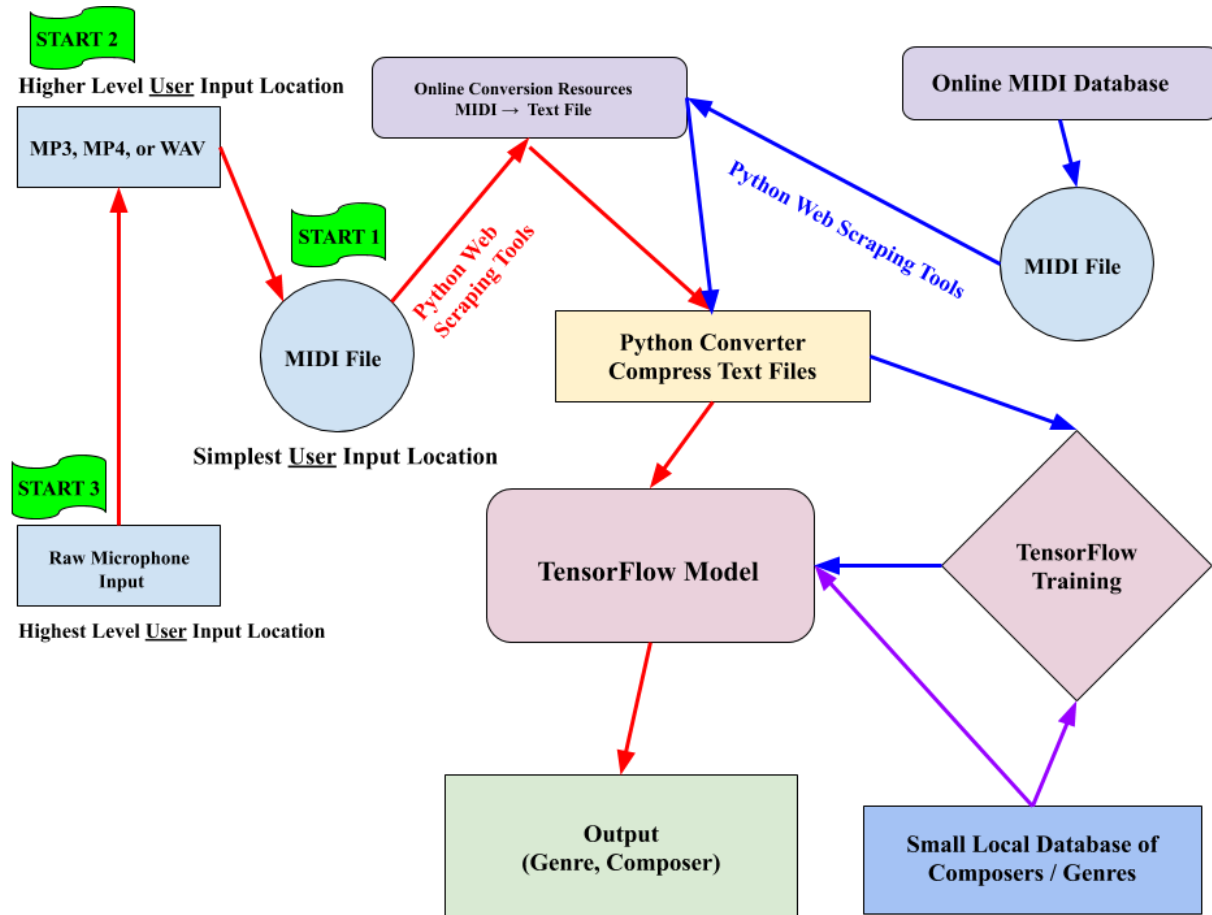 START 2
Higher Level User Input Location
MP3, MP4, or WAV
START 1
MIDI File
Simplest User Input Location
START 3
Raw Microphone
Input
Highest Level User Input Location
Online Conversion Resources
MIDI → Text File
Python Web
Scraping Tools
Online MIDI Database
MIDI File
Python Web Scraping Tools
Python Converter
Compress Text Files
TensorFlow Model
TensorFlow
Training
Output
(Genre, Composer)
Small Local Database of
Composers / Genres